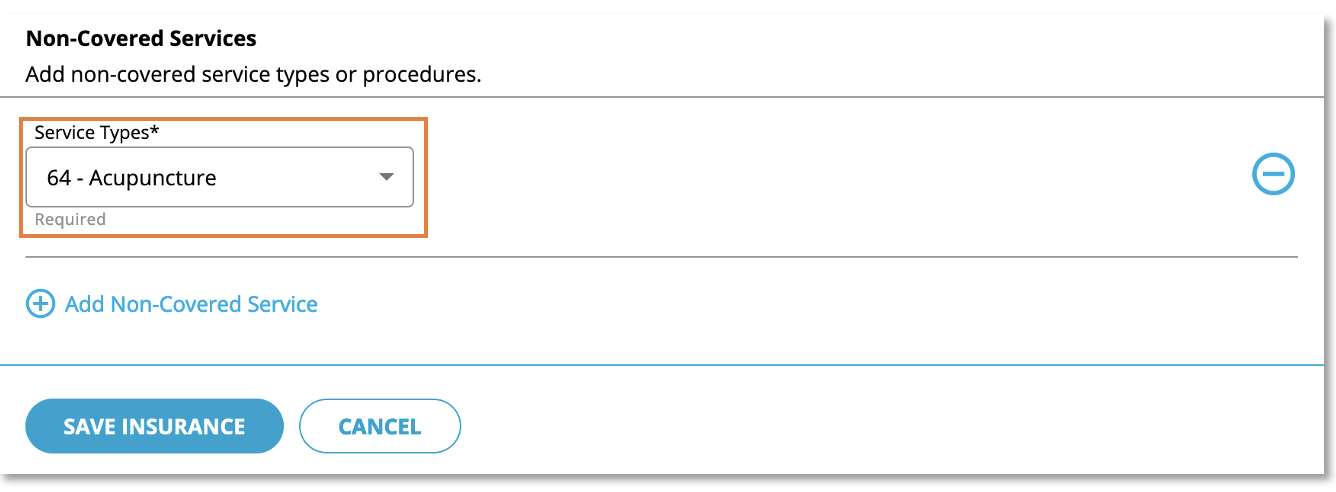 Non-Covered Services
Add non-covered service types or procedures.
Service Types*
64 - Acupuncture
Required
Add Non-Covered Service
SAVE INSURANCE
CANCEL